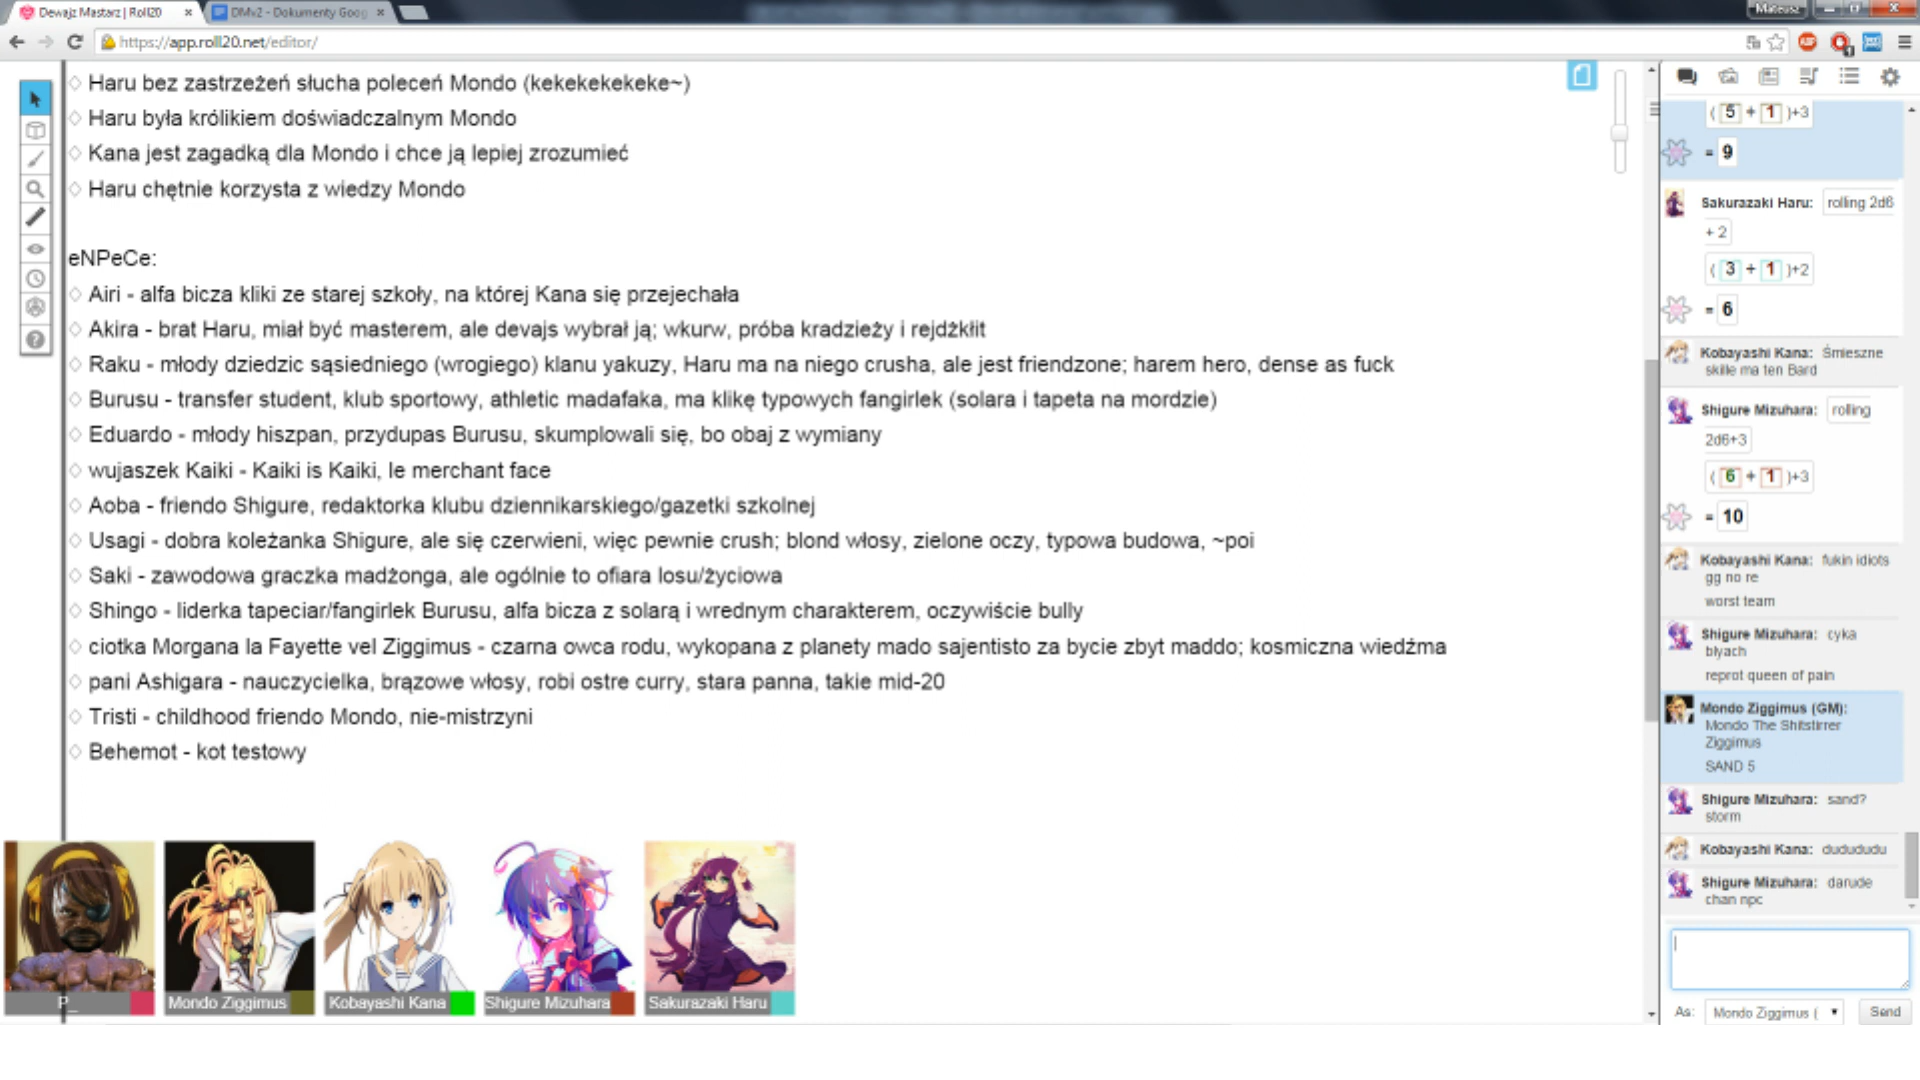 Dewajz Mastarz | Roll20
DMv2 - Dokumenty Goog
Mateusz
https://app.roll20.net/editor/
◇ Haru bez zastrzeżeń słucha poleceń Mondo (kekekekekeke~)
◇ Haru była królikiem doświadczalnym Mondo
◇ Kana jest zagadką dla Mondo i chce ją lepiej zrozumieć
◇ Haru chętnie korzysta z wiedzy Mondo
eNPeCe:
◇ Airi - alfa bicza kliki ze starej szkoły, na której Kana się przejechała
◇ Akira - brat Haru, miał być masterem, ale devajs wybrał ją; wkurw, próba kradzieży i rejdżkłit
◇ Raku - młody dziedzic sąsiedniego (wrogiego) klanu yakuzy, Haru ma na niego crusha, ale jest friendzone; harem hero, dense as fuck
◇ Burusu - transfer student, klub sportowy, athletic madafaka, ma klikę typowych fangirlek (solara i tapeta na mordzie)
◇ Eduardo - młody hiszpan, przydupas Burusu, skumplowali się, bo obaj z wymiany
◇ wujaszek Kaiki - Kaiki is Kaiki, le merchant face
◇ Aoba - friendo Shigure, redaktorka klubu dziennikarskiego/gazetki szkolnej
◇ Usagi - dobra koleżanka Shigure, ale się czerwieni, więc pewnie crush; blond włosy, zielone oczy, typowa budowa, ~poi
◇ Saki - zawodowa graczka madżonga, ale ogólnie to ofiara losu/życiowa
◇ Shingo - liderka tapeciar/fangirlek Burusu, alfa bicza z solarą i wrednym charakterem, oczywiście bully
◇ ciotka Morgana la Fayette vel Ziggimus - czarna owca rodu, wykopana z planety mado sajentisto za bycie zbyt maddo; kosmiczna wiedźma
◇ pani Ashigara - nauczycielka, brązowe włosy, robi ostre curry, stara panna, takie mid-20
◇ Tristi - childhood friendo Mondo, nie-mistrzyni
◇ Behemot - kot testowy
P_
Mondo Ziggimus
Kobayashi Kana
Shigure Mizuhara
Sakurazaki Haru
(5+1)+3
= 9
Sakurazaki Haru: rolling 2d6
+ 2
(3+1)+2
= 6
Kobayashi Kana: Śmieszne
skille ma ten Bard
Shigure Mizuhara: rolling
2d6+3
(6+1)+3
= 10
Kobayashi Kana: fukin idiots
gg no re
worst team
Shigure Mizuhara: cyka
blyach
reprot queen of pain
Mondo Ziggimus (GM):
Mondo The Shitstirrer
Ziggimus
SAND 5
Shigure Mizuhara: sand?
storm
Kobayashi Kana: dudududu
Shigure Mizuhara: darude
chan npc
As: Mondo Ziggimus (
Send